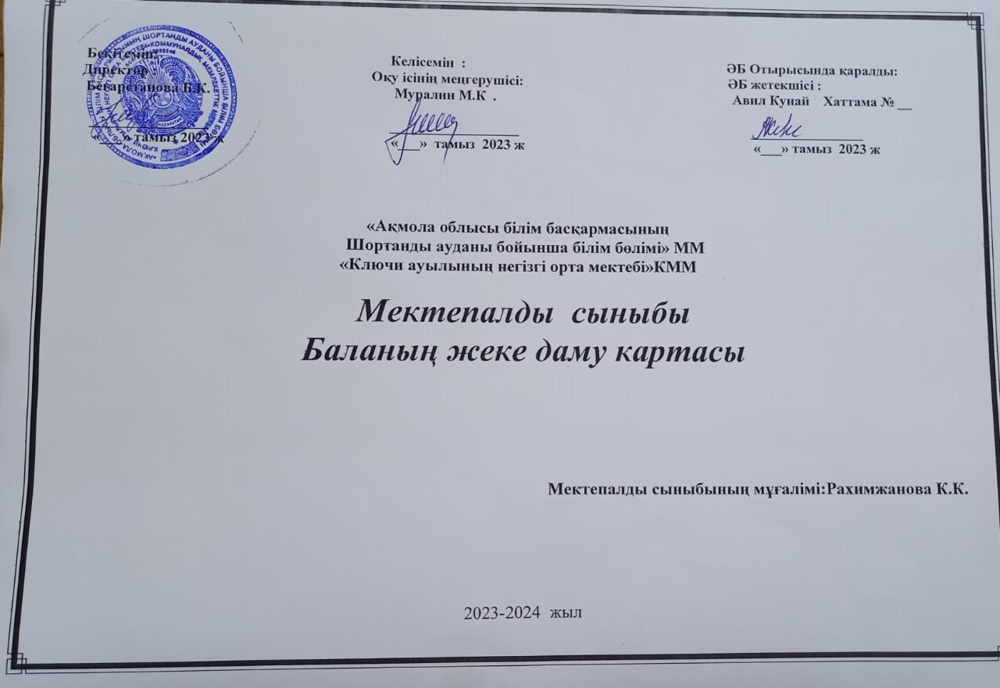 Бекітемін:
Директор :
Бегаретанова В.К.
«___» тамыз 2023 ж
Келісемін :
Оқу ісінің меңгерушісі:
Муралин М.К .
«___» тамыз 2023 ж
ӘБ Отырысында қаралды:
ӘБ жетекшісі :
Авил Кунай Хаттама № __
«___» тамыз 2023 ж
«Ақмола облысы білім басқармасының
Шортанды ауданы бойынша білім бөлімі» ММ
«Ключи ауылының негізгі орта мектебі»КММ
Мектепалды сыныбы
Баланың жеке даму картасы
Мектепалды сыныбының мұғалімі:Рахимжанова К.К.
2023-2024 жыл